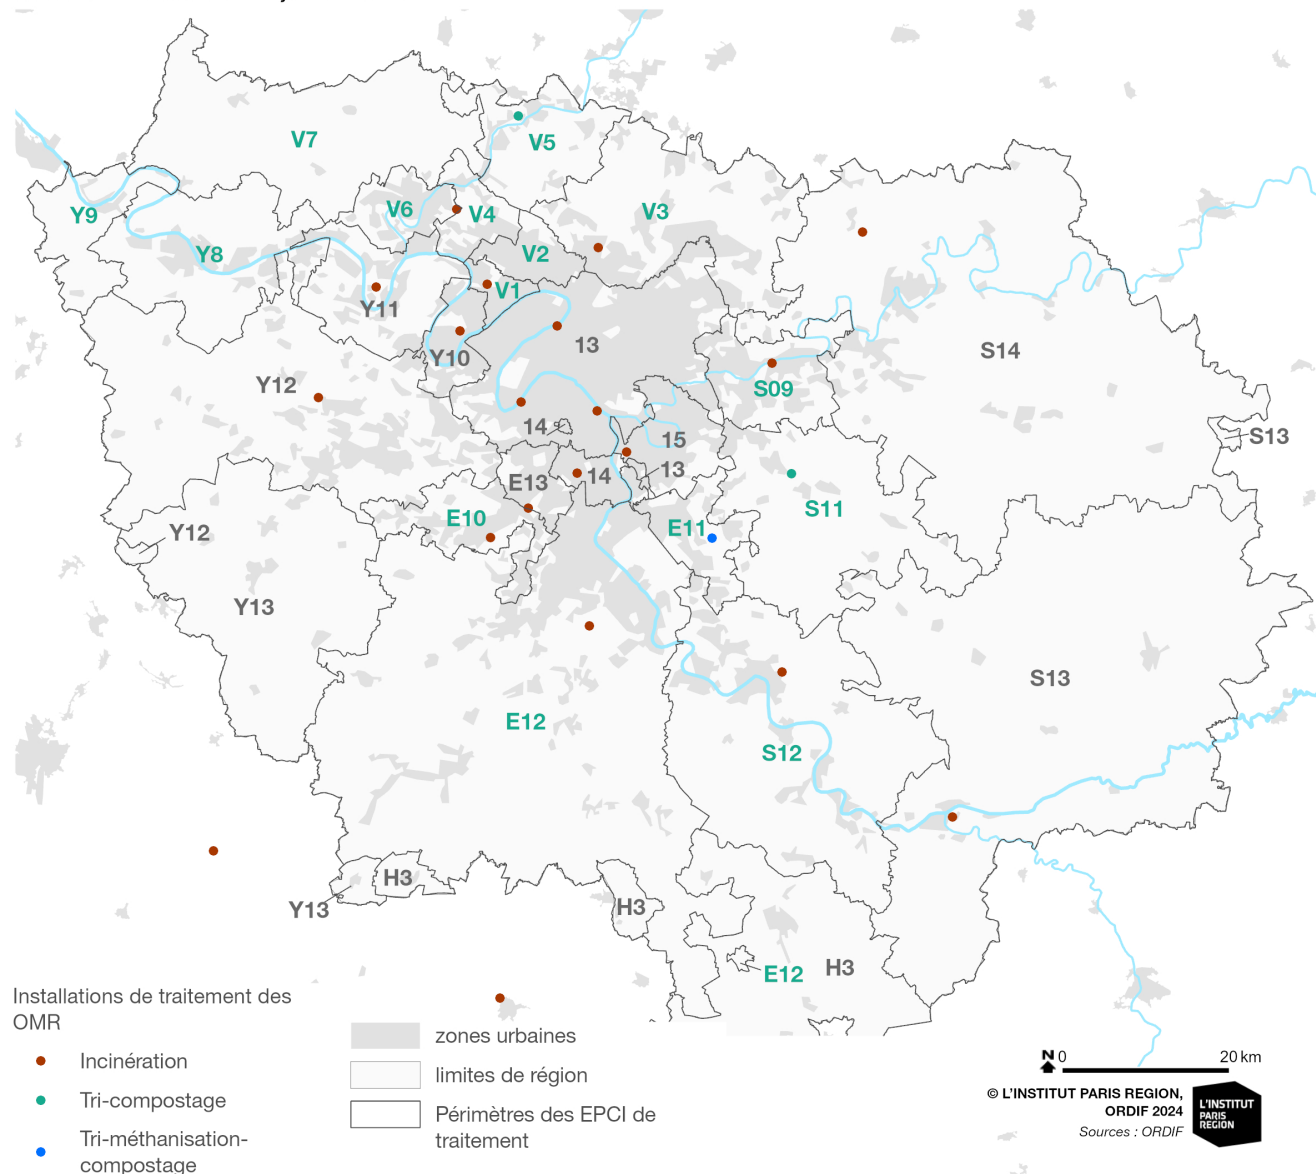 V7
V5
V6
V4
V3
Y9
Y8
V2
V1
Y11
Y10
13
S14
Y12
S09
14
15
S13
13
E13
14
E10
E11
S11
Y12
Y13
S13
E12
S12
H3
Y13
H3
E12
H3
Installations de traitement des
OMR
Incinération
Tri-compostage
Tri-méthanisation-
compostage
zones urbaines
limites de région
Périmètres des EPCI de
traitement
N 0 20 km
© L'INSTITUT PARIS REGION,
ORDIF 2024
Sources : ORDIF
L'INSTITUT
PARIS
REGION